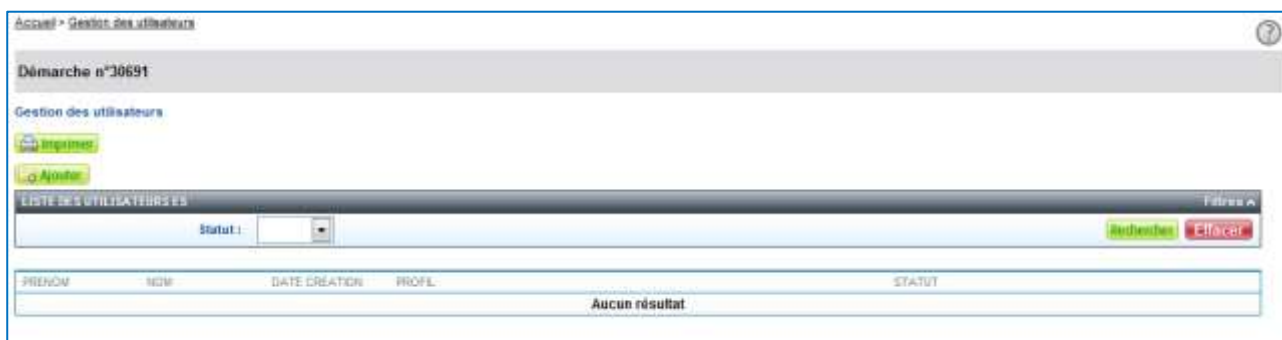 Accueil > Gestion des utilisateurs
Démarche n°30691
Gestion des utilisateurs
Imprimer
Ajouter
LISTE DES UTILISATEURS ES
Filtres
Statut :
Rechercher Effacer
PRENOM NOM DATE CREATION PROFIL STATUT
Aucun résultat